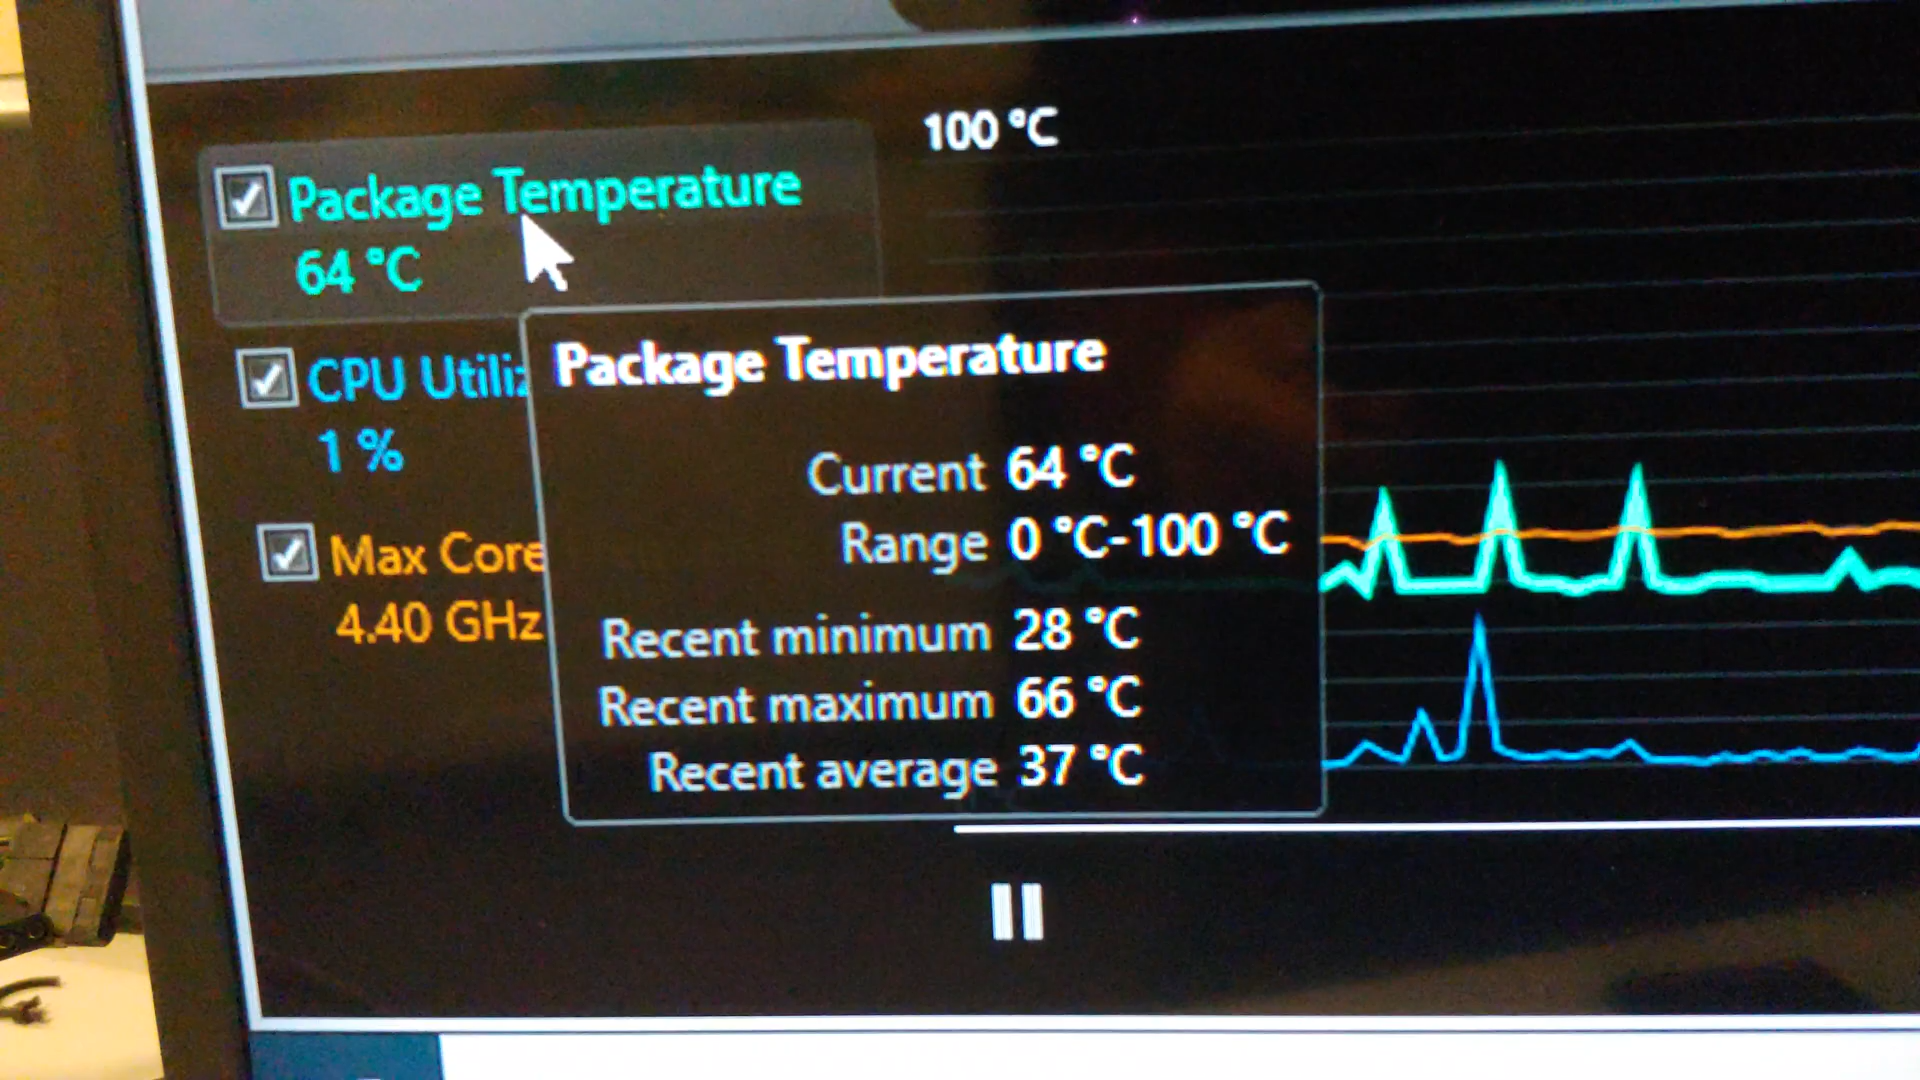 100 °C
Package Temperature
64 °C
CPU Utiliz
1 %
Max Core
4.40 GHz
Package Temperature
Current 64 °C
Range 0 °C-100 °C
Recent minimum 28 °C
Recent maximum 66 °C
Recent average 37 °C